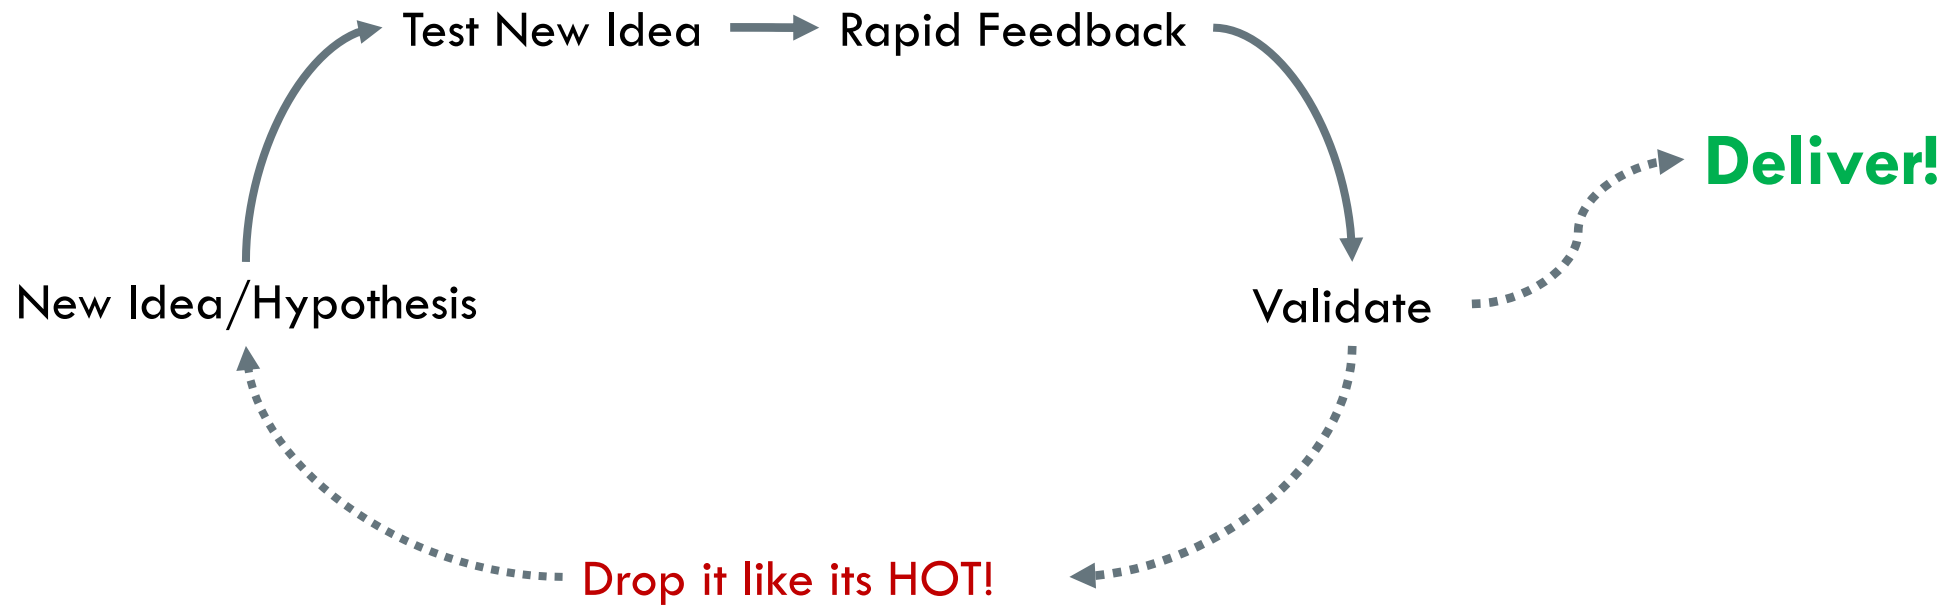 Test New Idea
Rapid Feedback
Deliver!
New Idea/Hypothesis
Validate
Drop it like its HOT!